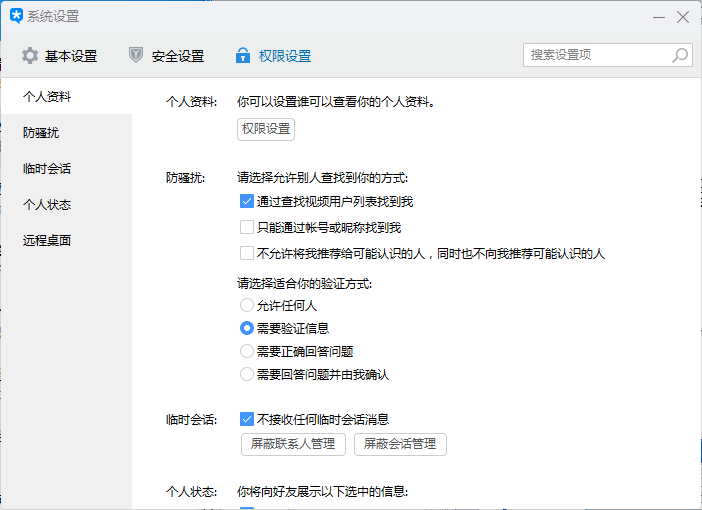 系统设置
基本设置 安全设置 权限设置 搜索设置项
个人资料
防骚扰
临时会话
个人状态
远程桌面
个人资料: 你可以设置谁可以查看你的个人资料。
权限设置
防骚扰: 请选择允许别人查找到你的方式:
通过查找视频用户列表找到我
只能通过帐号或昵称找到我
不允许将我推荐给可能认识的人，同时也不向我推荐可能认识的人
请选择适合你的验证方式:
允许任何人
需要验证信息
需要正确回答问题
需要回答问题并由我确认
临时会话: 不接收任何临时会话消息
屏蔽联系人管理 屏蔽会话管理
个人状态: 你将向好友展示以下选中的信息: